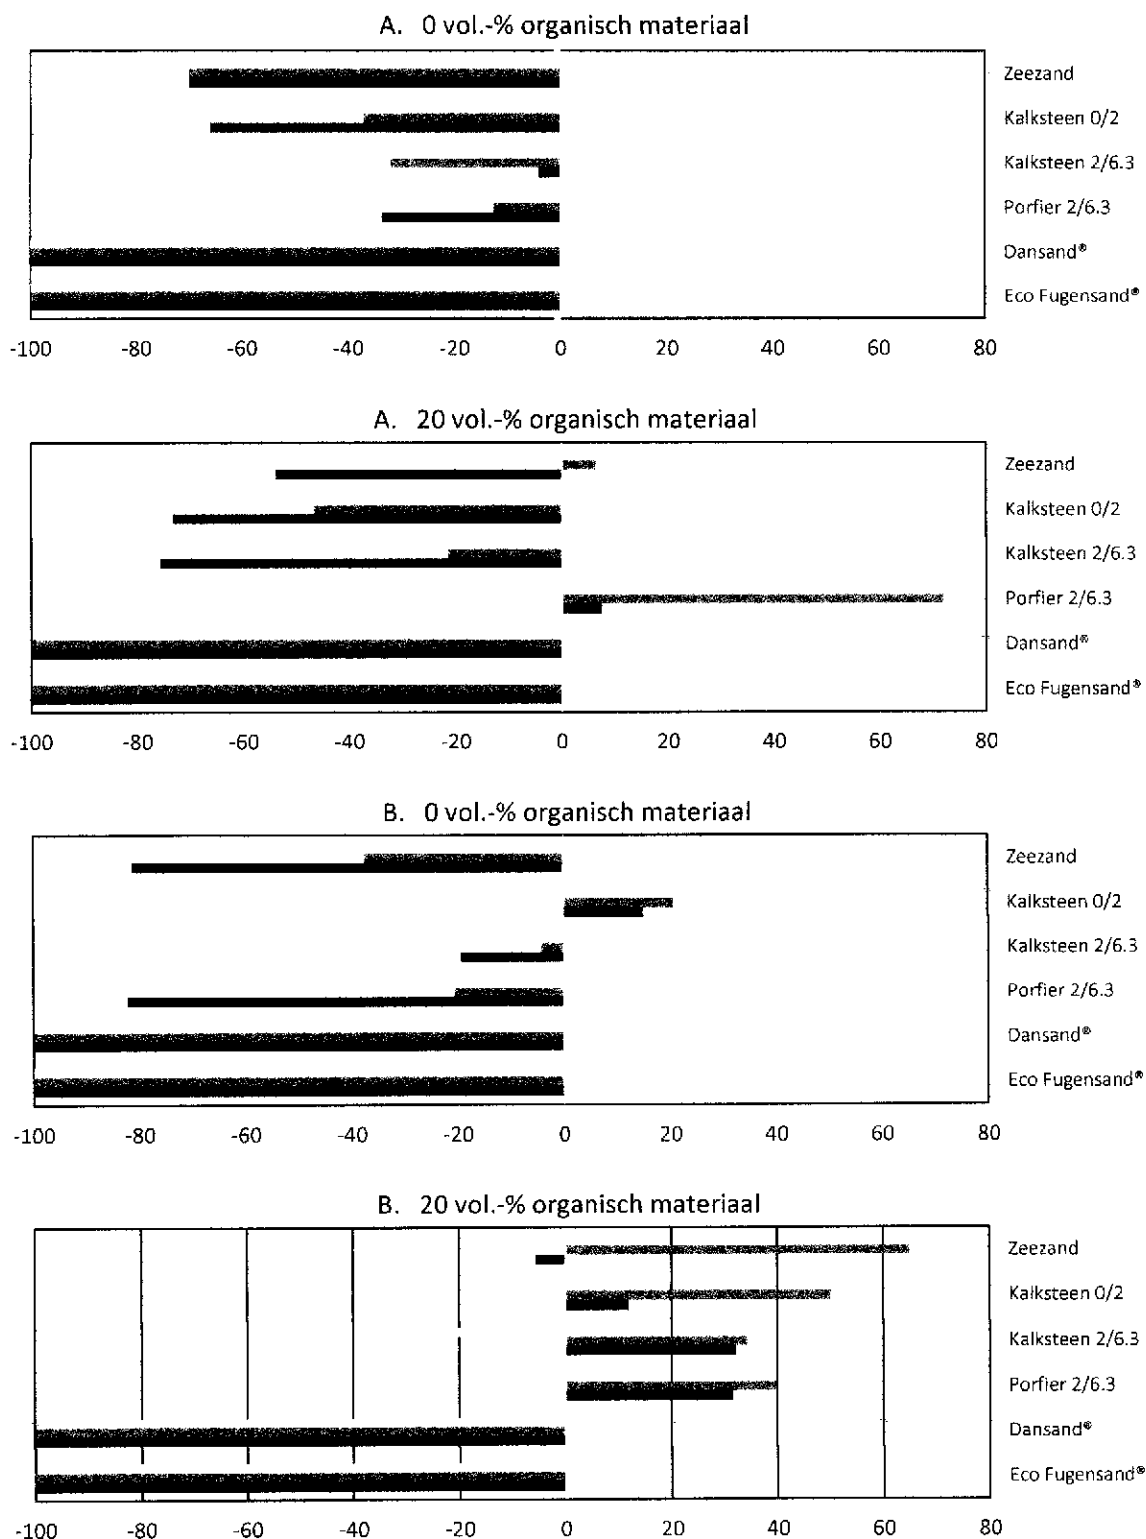 A. 0 vol.-% organisch materiaal
Zeezand
Kalksteen 0/2
Kalksteen 2/6.3
Porfier 2/6.3
Dansand®
Eco Fugensand®
-100 -80 -60 -40 -20 0 20 40 60 80
A. 20 vol.-% organisch materiaal
Zeezand
Kalksteen 0/2
Kalksteen 2/6.3
Porfier 2/6.3
Dansand®
Eco Fugensand®
-100 -80 -60 -40 -20 0 20 40 60 80
B. 0 vol.-% organisch materiaal
Zeezand
Kalksteen 0/2
Kalksteen 2/6.3
Porfier 2/6.3
Dansand®
Eco Fugensand®
-100 -80 -60 -40 -20 0 20 40 60 80
B. 20 vol.-% organisch materiaal
Zeezand
Kalksteen 0/2
Kalksteen 2/6.3
Porfier 2/6.3
Dansand®
Eco Fugensand®
-100 -80 -60 -40 -20 0 20 40 60 80